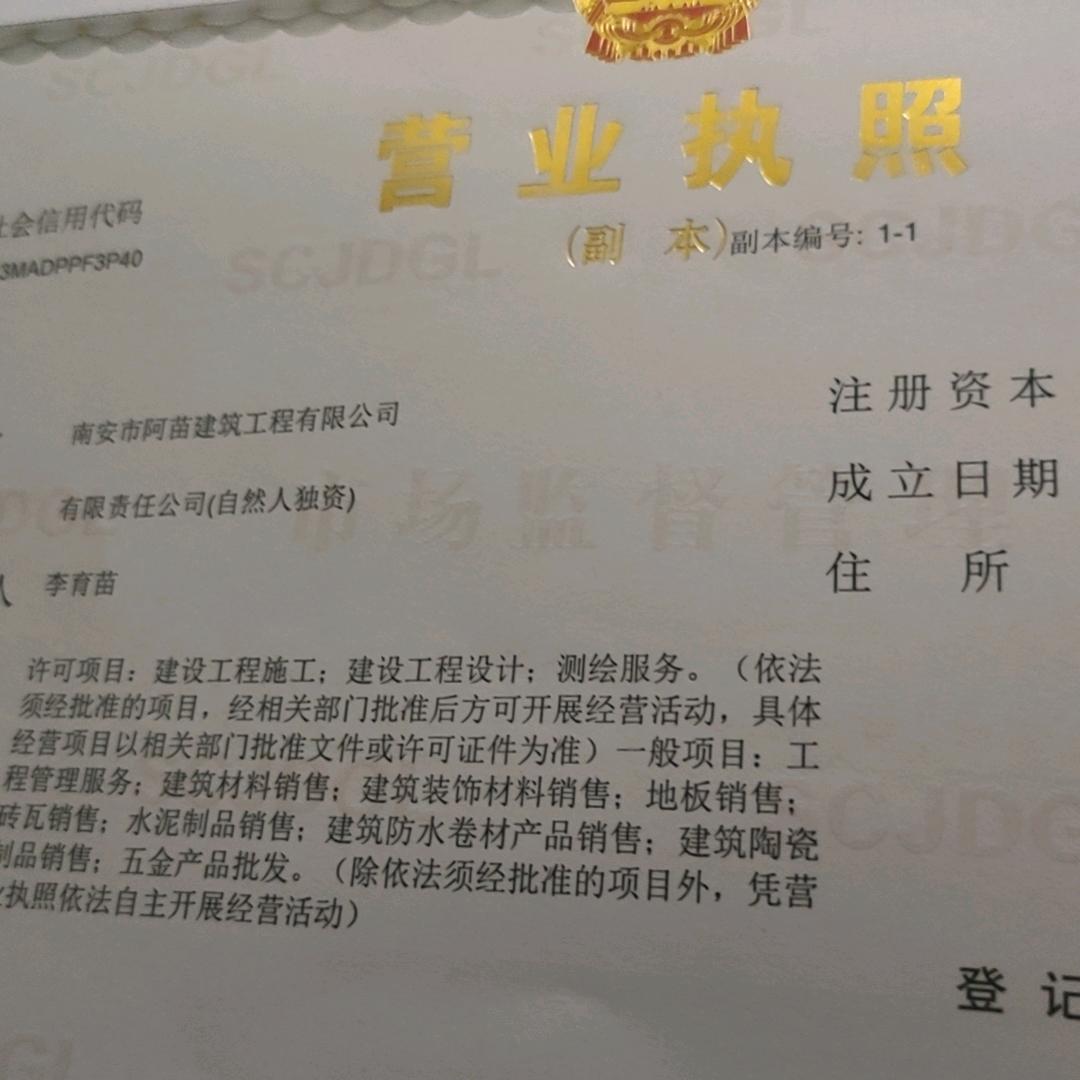 营业执照
(副 本)副本编号: 1-1
社会信用代码
3MADPPF3P40
南安市阿苗建筑工程有限公司
注册资本
有限责任公司(自然人独资)
成立日期
李育苗
住 所
许可项目：建设工程施工；建设工程设计；测绘服务。（依法
须经批准的项目，经相关部门批准后方可开展经营活动，具体
经营项目以相关部门批准文件或许可证件为准）一般项目：工
程管理服务；建筑材料销售；建筑装饰材料销售；地板销售；
砖瓦销售；水泥制品销售；建筑防水卷材产品销售；建筑陶瓷
制品销售；五金产品批发。（除依法须经批准的项目外，凭营
业执照依法自主开展经营活动）
登记
SCJDGL
市场监督管理